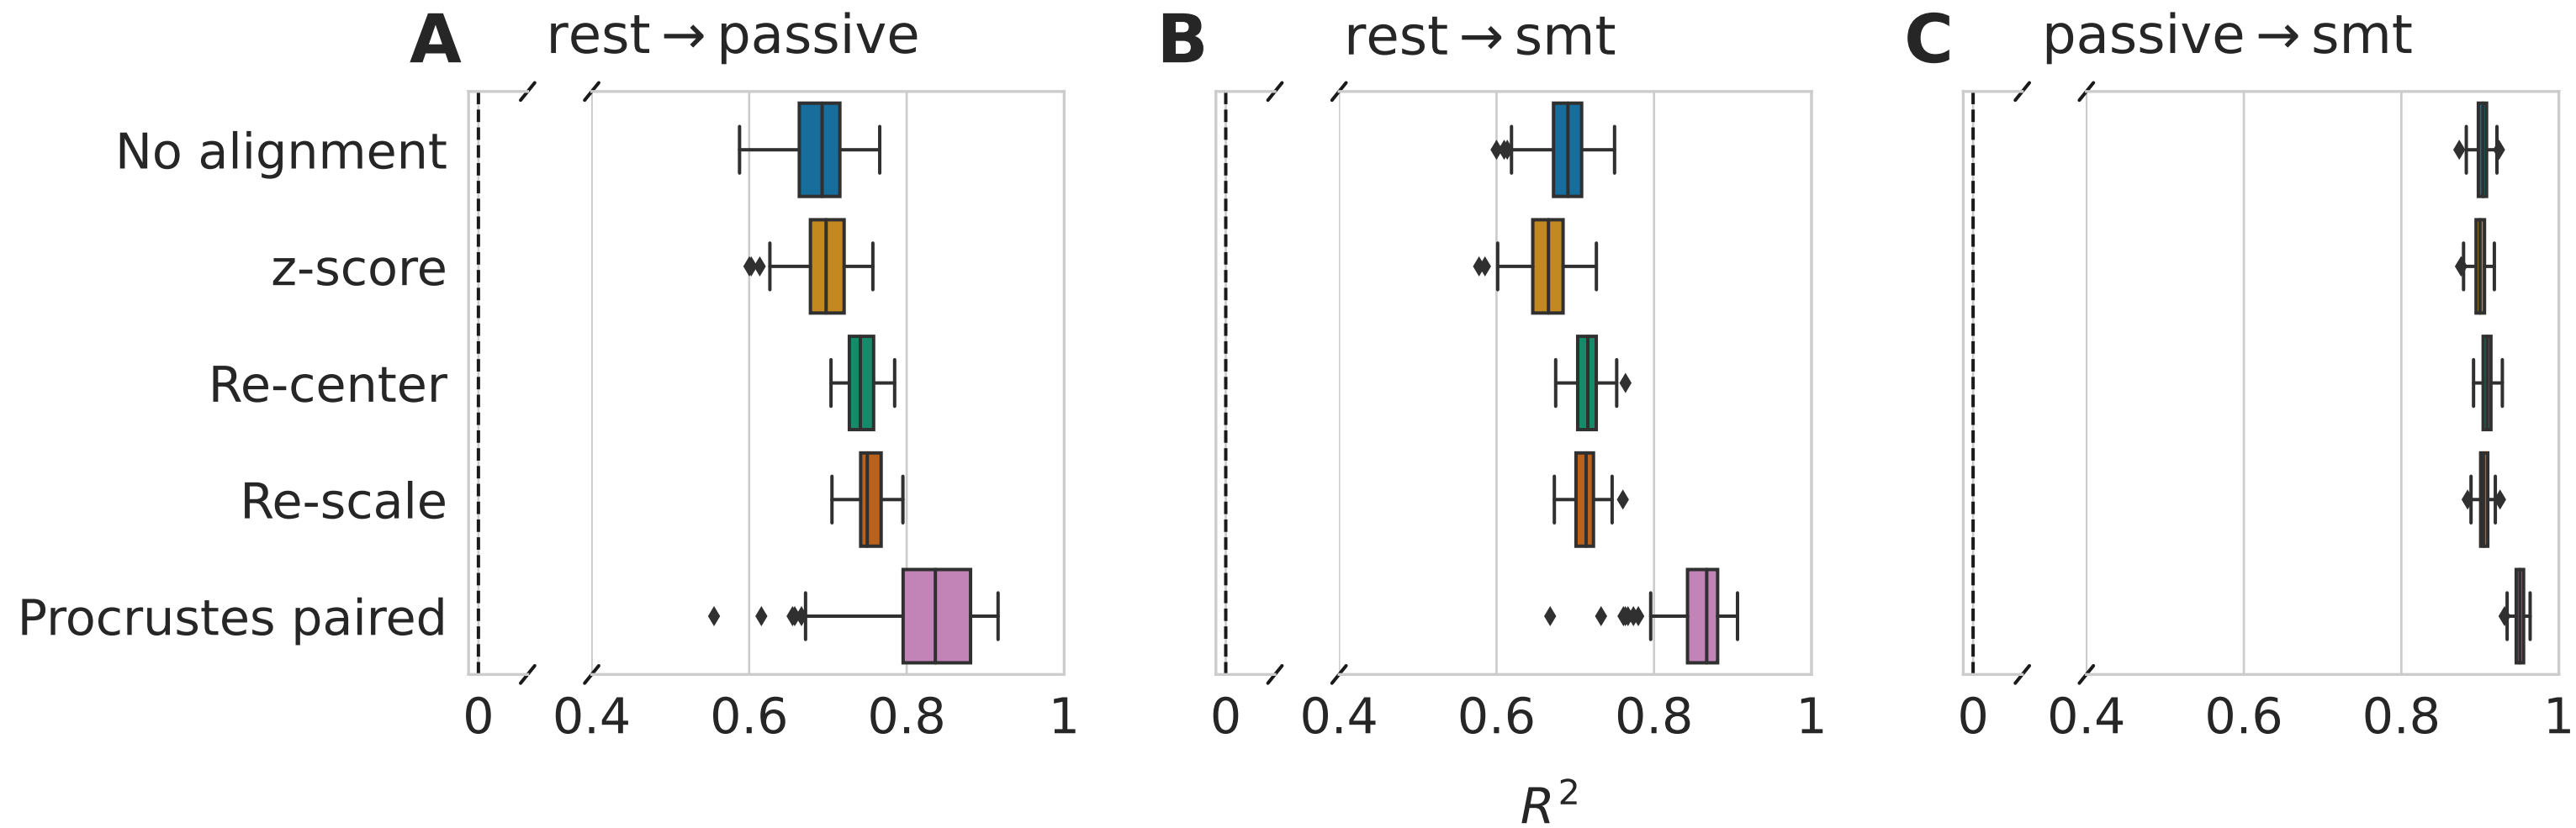 A rest→passive
B rest→smt
C passive→smt
No alignment
z-score
Re-center
Re-scale
Procrustes paired
0 0.4 0.6 0.8 1
0 0.4 0.6 0.8 1
0 0.4 0.6 0.8 1
R²